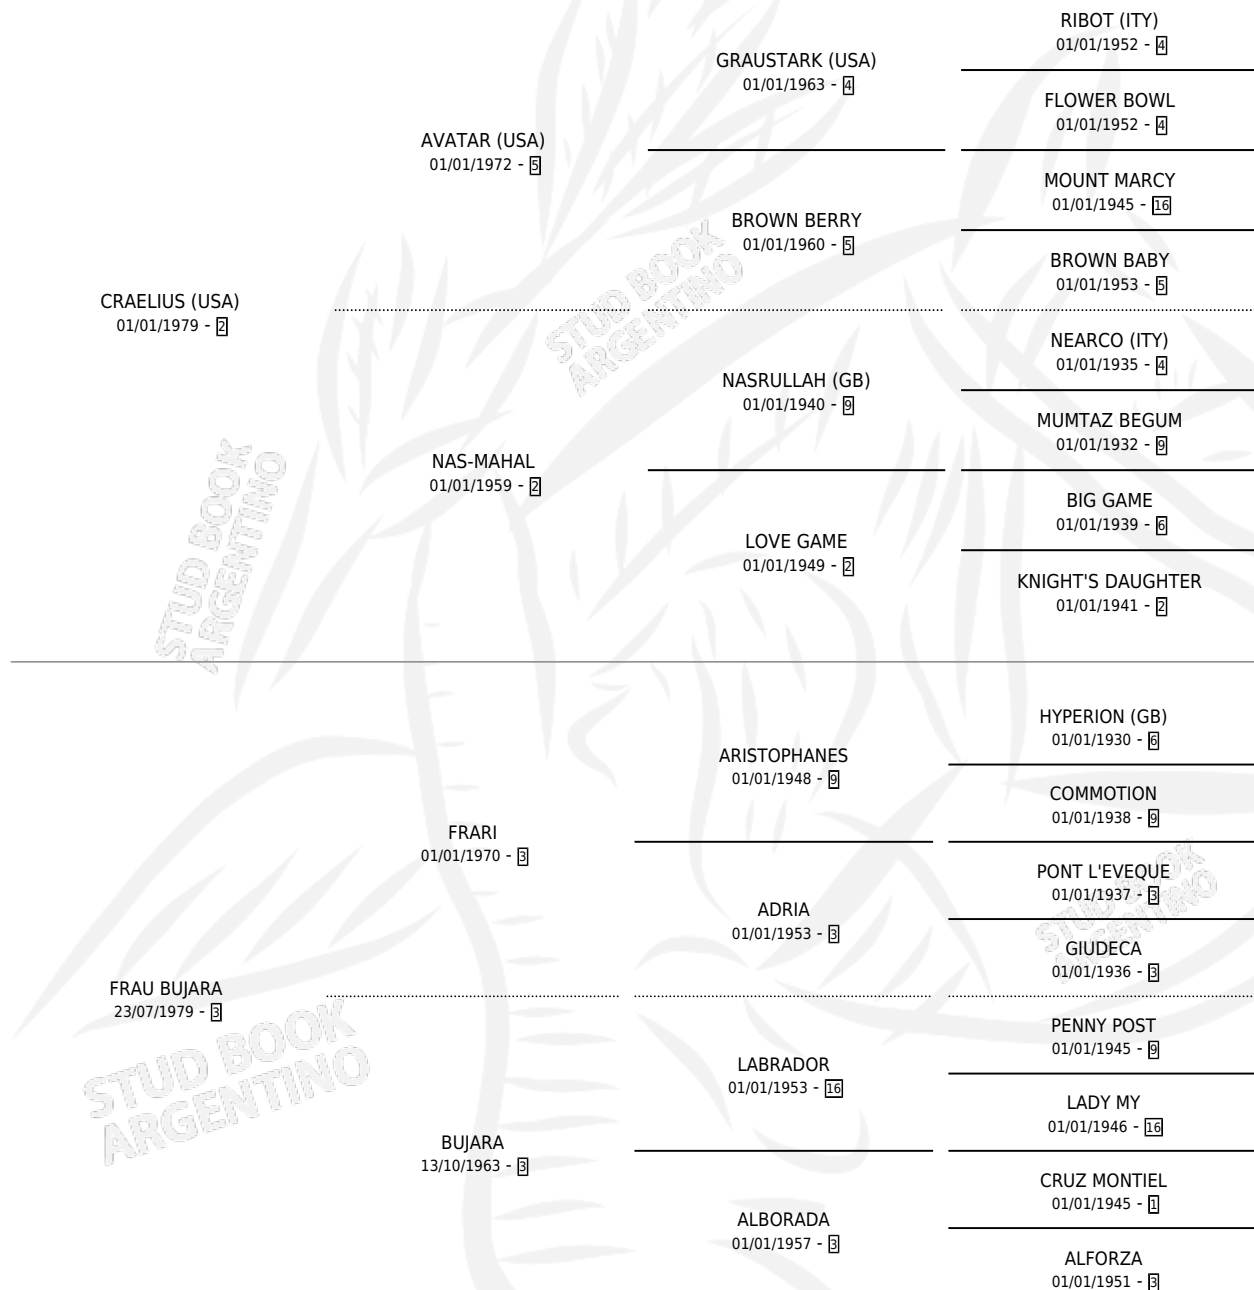 RIBOT (ITY)
01/01/1952 - 4
GRAUSTARK (USA)
01/01/1963 - 4
FLOWER BOWL
01/01/1952 - 4
AVATAR (USA)
01/01/1972 - 5
MOUNT MARCY
01/01/1945 - 16
BROWN BERRY
01/01/1960 - 5
BROWN BABY
01/01/1953 - 5
CRAELIUS (USA)
01/01/1979 - 2
NEARCO (ITY)
01/01/1935 - 4
NASRULLAH (GB)
01/01/1940 - 9
MUMTAZ BEGUM
01/01/1932 - 9
NAS-MAHAL
01/01/1959 - 2
BIG GAME
01/01/1939 - 6
LOVE GAME
01/01/1949 - 2
KNIGHT'S DAUGHTER
01/01/1941 - 2
HYPERION (GB)
01/01/1930 - 6
ARISTOPHANES
01/01/1948 - 9
COMMOTION
01/01/1938 - 9
FRARI
01/01/1970 - 3
PONT L'EVEQUE
01/01/1937 - 3
ADRIA
01/01/1953 - 3
GIUDECA
01/01/1936 - 3
FRAU BUJARA
23/07/1979 - 3
PENNY POST
01/01/1945 - 9
LABRADOR
01/01/1953 - 16
LADY MY
01/01/1946 - 16
BUJARA
13/10/1963 - 3
CRUZ MONTIEL
01/01/1945 - 1
ALBORADA
01/01/1957 - 3
ALFORZA
01/01/1951 - 3
STUD BOOK
ARGENTINO
STUD BOOK
ARGENTINO
STUD BOOK
ARGENTINO
STUD BOOK
ARGENTINO